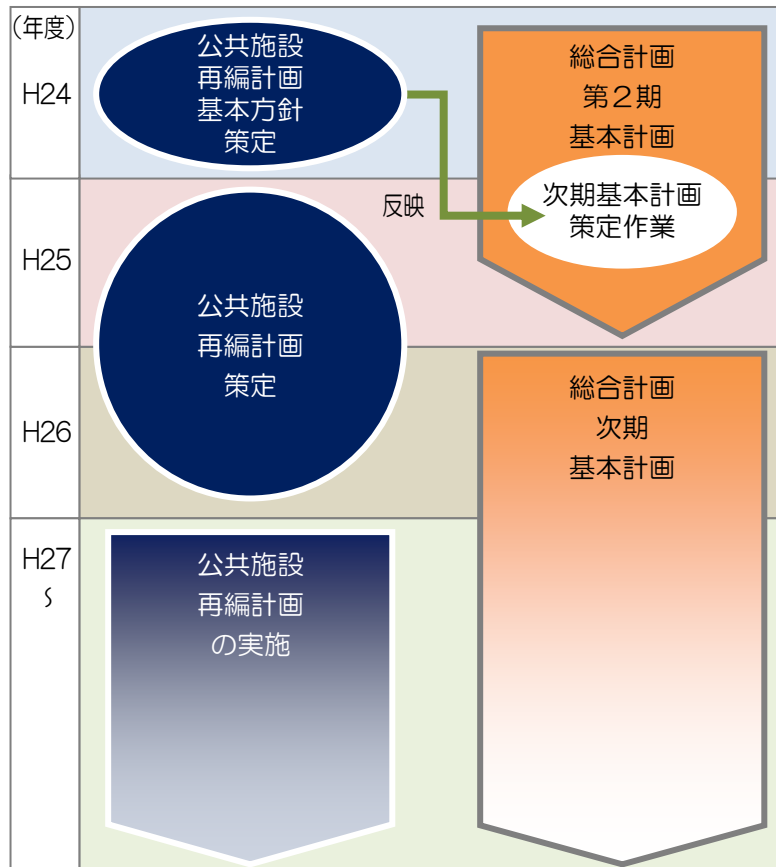 （年度）
H24
公共施設
再編計画
基本方針
策定
総合計画
第２期
基本計画
次期基本計画
策定作業
反映
H25
公共施設
再編計画
策定
H26
総合計画
次期
基本計画
H27
～
公共施設
再編計画
の実施